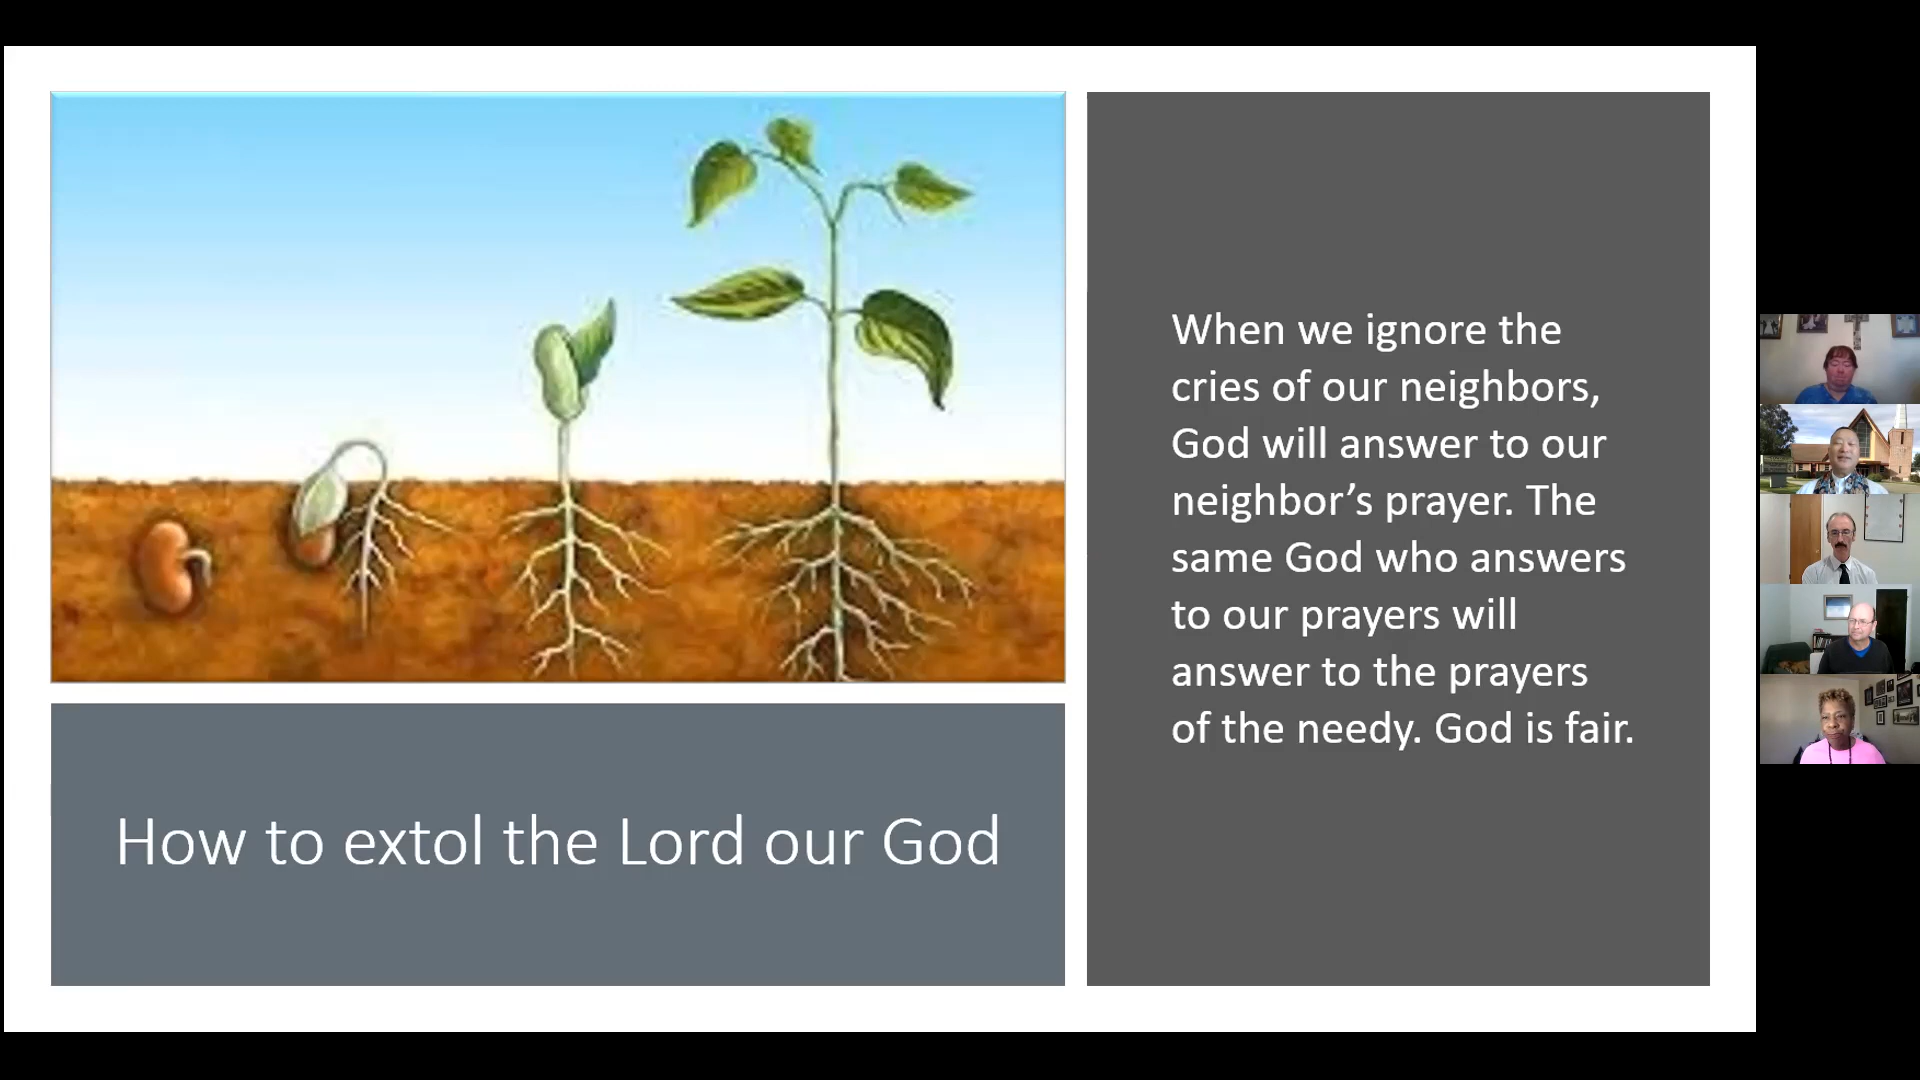 When we ignore the
cries of our neighbors,
God will answer to our
neighbor’s prayer. The
same God who answers
to our prayers will
answer to the prayers
of the needy. God is fair.
How to extol the Lord our God